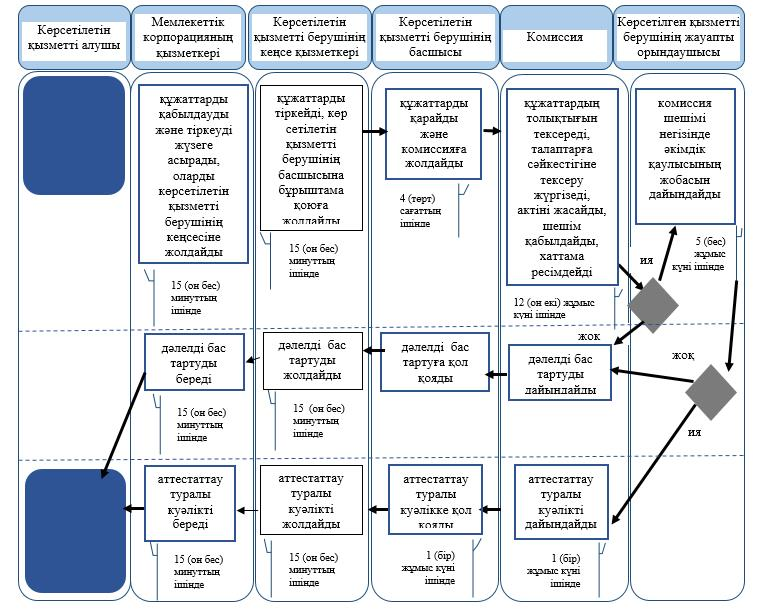 Көрсетілетін
қызметті алушы
Мемлекеттік
корпорацияның
қызметкері
Көрсетілетін
қызметті берушінің
кеңсе қызметкері
Көрсетілетін
қызметті берушінің
басшысы
Комиссия
Көрсетілген қызметті
берушінің жауапты
орындаушысы
құжаттарды
қабылдауды
және тіркеуді
жүзеге
асырады,
оларды
көрсетілетін
қызметті
берушінің
кеңсесіне
жолдайды
15 (он бес)
минуттың
ішінде
құжаттарды
тіркейді, көр
сетілетін
қызметті
берушінің
басшысына
бұрыштама
қоюға
жолдайды
15 (он бес)
минуттың
ішінде
құжаттарды
қарайды
және
комиссияға
жолдайды
4 (төрт)
сағаттың
ішінде
құжаттардың
толықтығын
тексереді,
талаптарға
сәйкестігіне
тексеру
жүргізеді,
актіні жасайды,
шешім
қабылдайды,
хаттама
ресімдейді
12 (он екі) жұмыс
күні ішінде
комиссия
шешімі
негізінде
әкімдік
қаулысының
жобасын
дайындайды
ия
5 (бес)
жұмыс
күні ішінде
жок
жоқ
ия
дәлелді бас
тартуды
береді
15 (он бес)
минуттың
ішінде
дәлелді бас
тартуды
жолдайды
15 (он бес)
минуттың
ішінде
дәлелді бас
тартуға қол
қояды
дәлелді бас
тартуды
дайындайды
аттестаттау
туралы
куәлікті
береді
15 (он бес)
минуттың
ішінде
аттестаттау
туралы
куәлікті
жолдайды
15 (он бес)
минуттың
ішінде
аттестаттау
туралы
куәлікке қол
қояды
1 (бір)
жұмыс күні
ішінде
аттестаттау
туралы
куәлікті
дайындайды
1 (бір)
жұмыс күні
ішінде